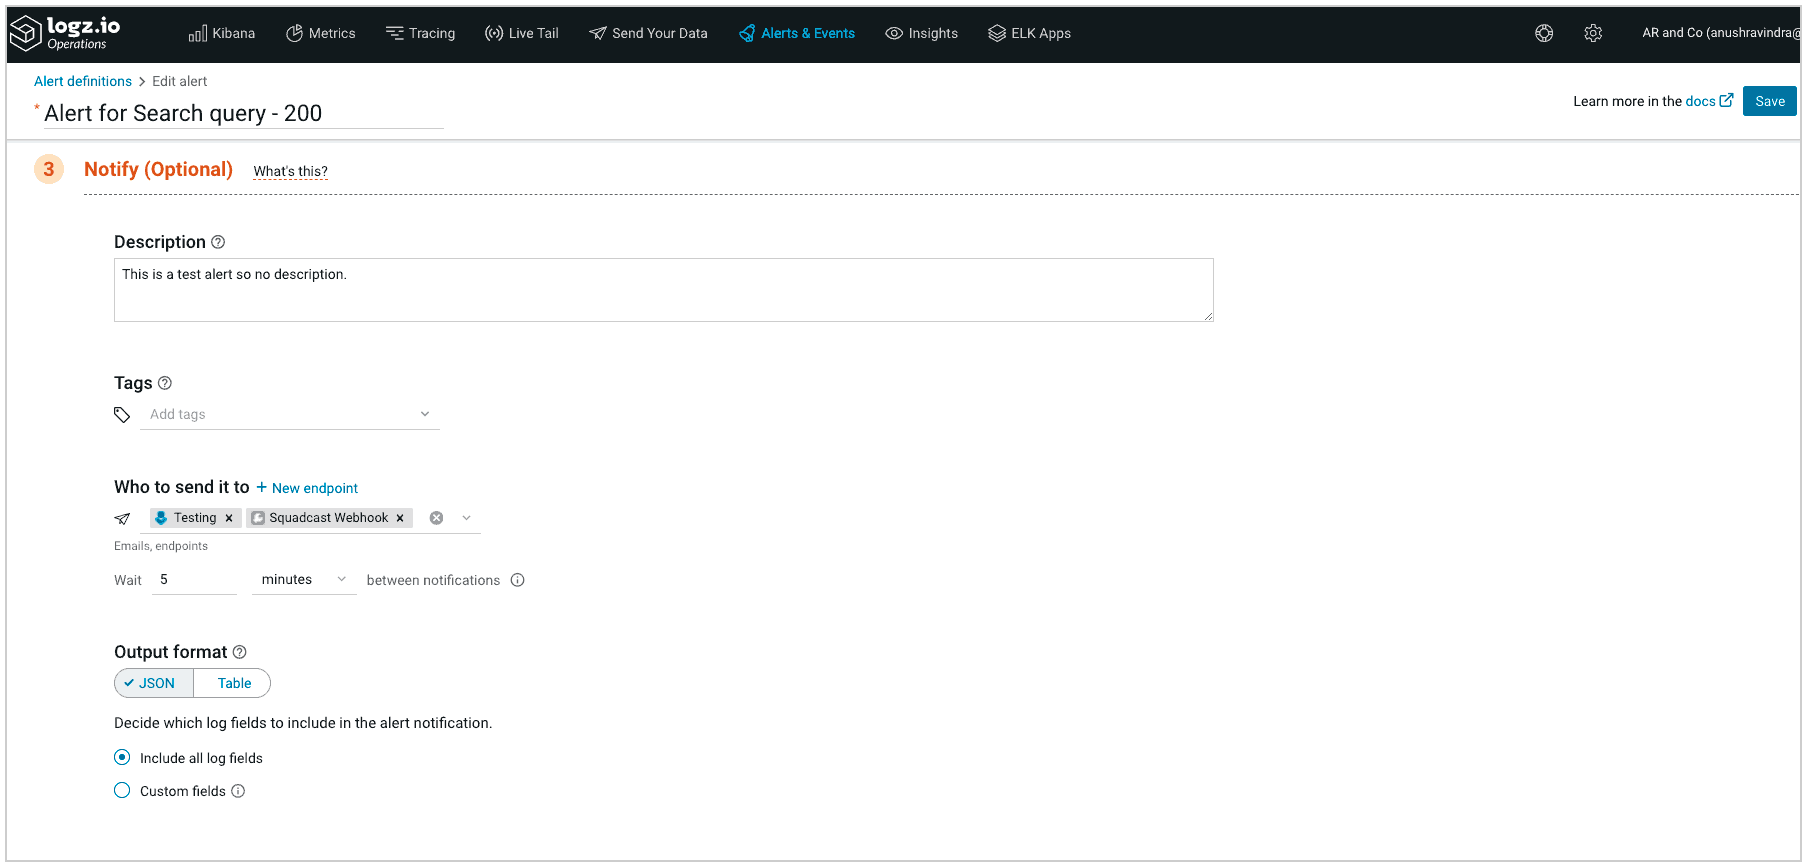 logz.io
Operations
Kibana Metrics Tracing Live Tail Send Your Data Alerts & Events Insights ELK Apps AR and Co (anushravindra@
Alert definitions > Edit alert
* Alert for Search query - 200
Learn more in the docs Save
3 Notify (Optional) What's this?
Description
This is a test alert so no description.
Tags
Add tags
Who to send it to + New endpoint
Testing x Squadcast Webhook x
Emails, endpoints
Wait 5 minutes between notifications
Output format
JSON Table
Decide which log fields to include in the alert notification.
Include all log fields
Custom fields